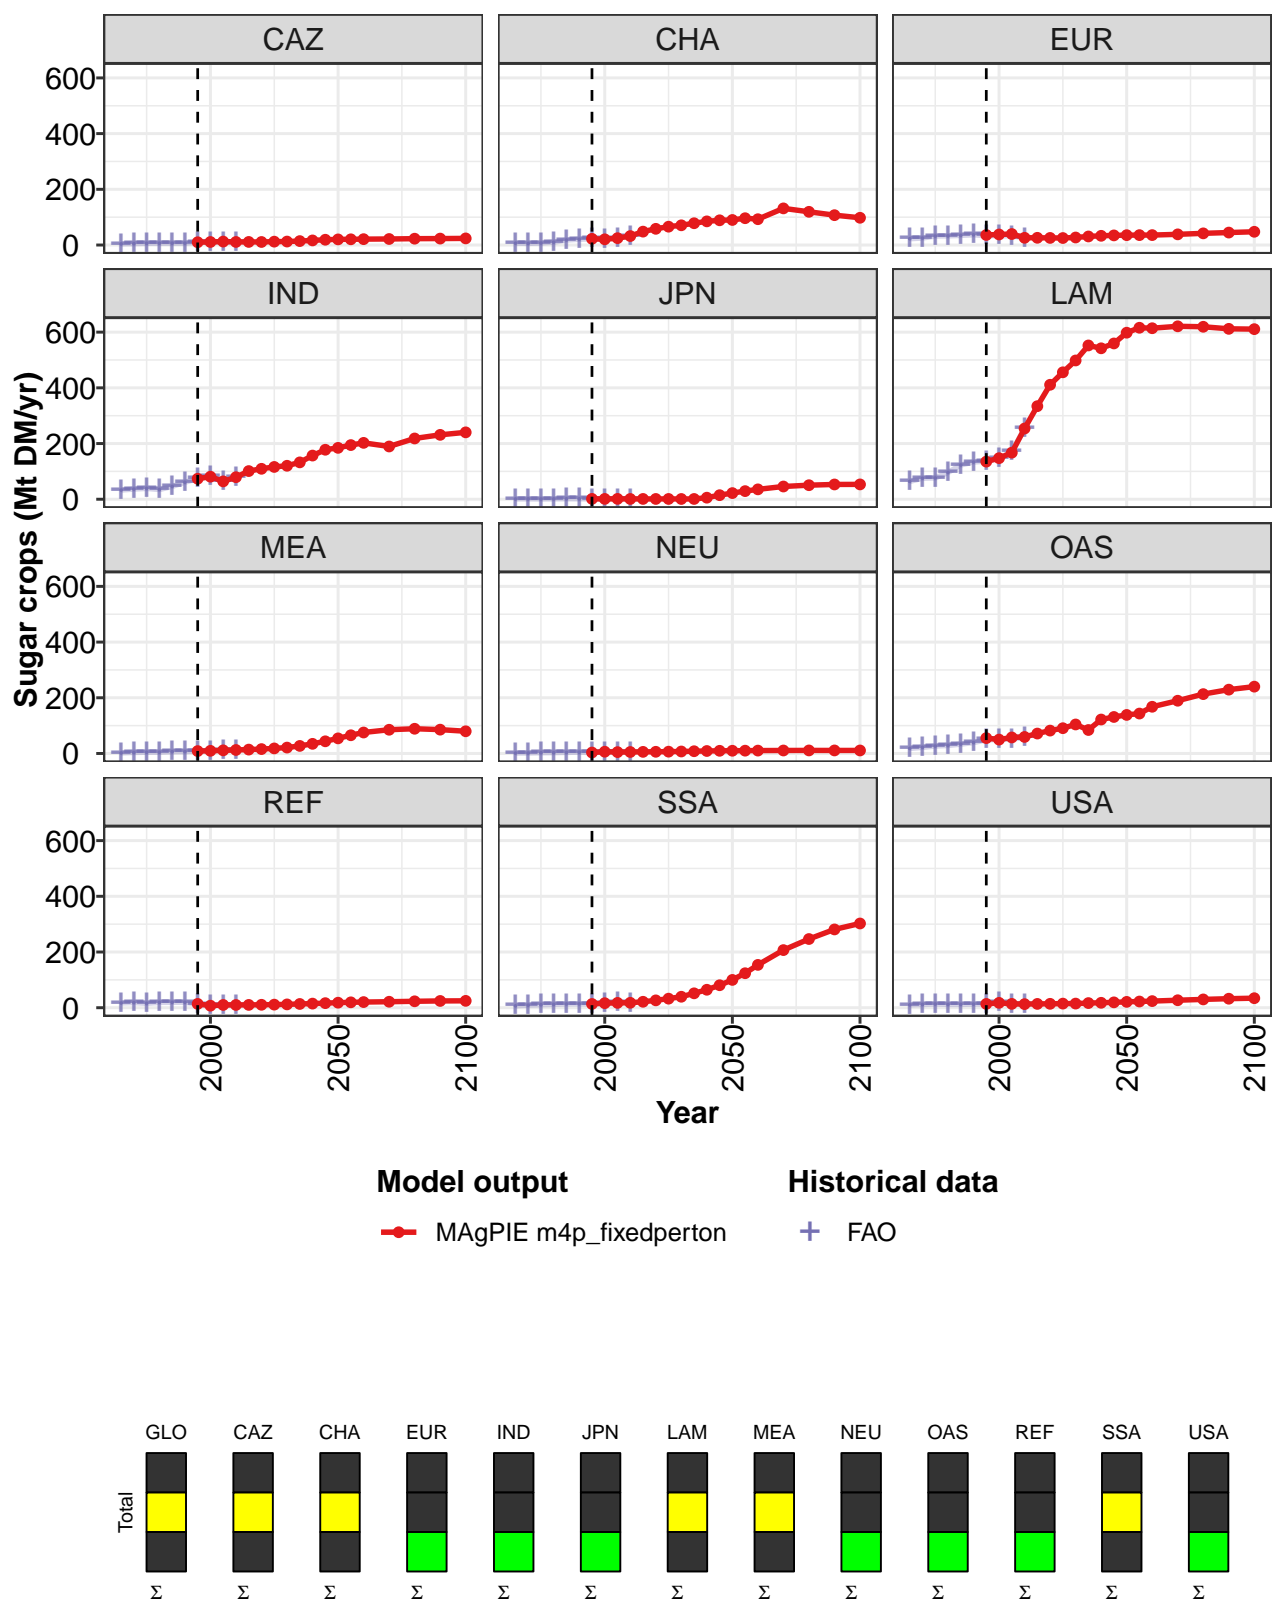 CAZ CHA EUR
600
400
200
0
IND JPN LAM
600
400
200
0
MEA NEU OAS
600
400
200
0
REF SSA USA
600
400
200
0
Sugar crops (Mt DM/yr)
2000 2050 2100 2000 2050 2100 2000 2050 2100
Year
Model output Historical data
MAgPIE m4p_fixedperton FAO
GLO CAZ CHA EUR IND JPN LAM MEA NEU OAS REF SSA USA
Total
Σ Σ Σ Σ Σ Σ Σ Σ Σ Σ Σ Σ Σ